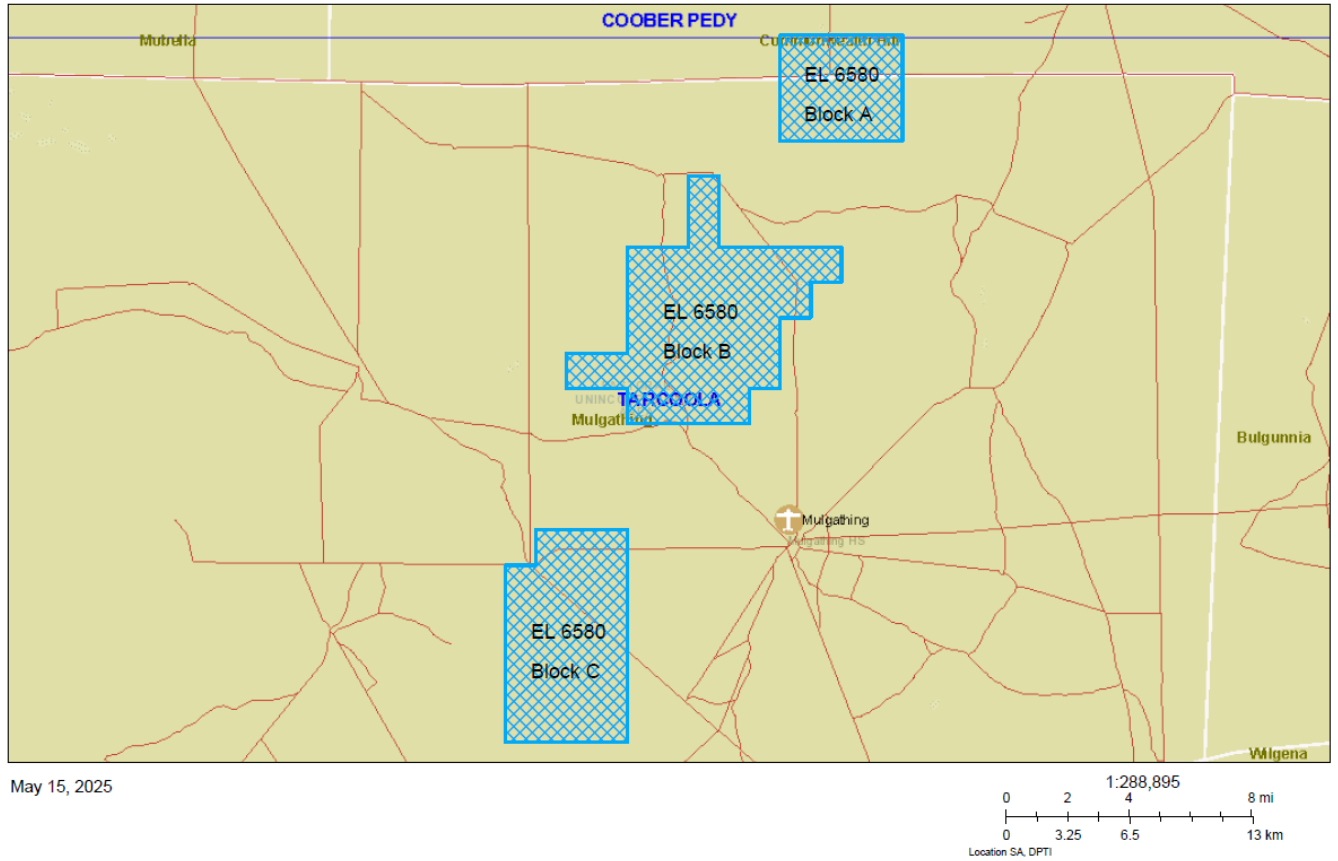 COOBER PEDY
Mobella
EL 6580
Block A
EL 6580
Block B
TARCOOLA
Mulgathing
Bulgunnia
Mulgathing
Mulgathing HS
EL 6580
Block C
Wilgena
May 15, 2025
1:288,895
0 2 4 8 mi
0 3.25 6.5 13 km
Location SA, DPTI